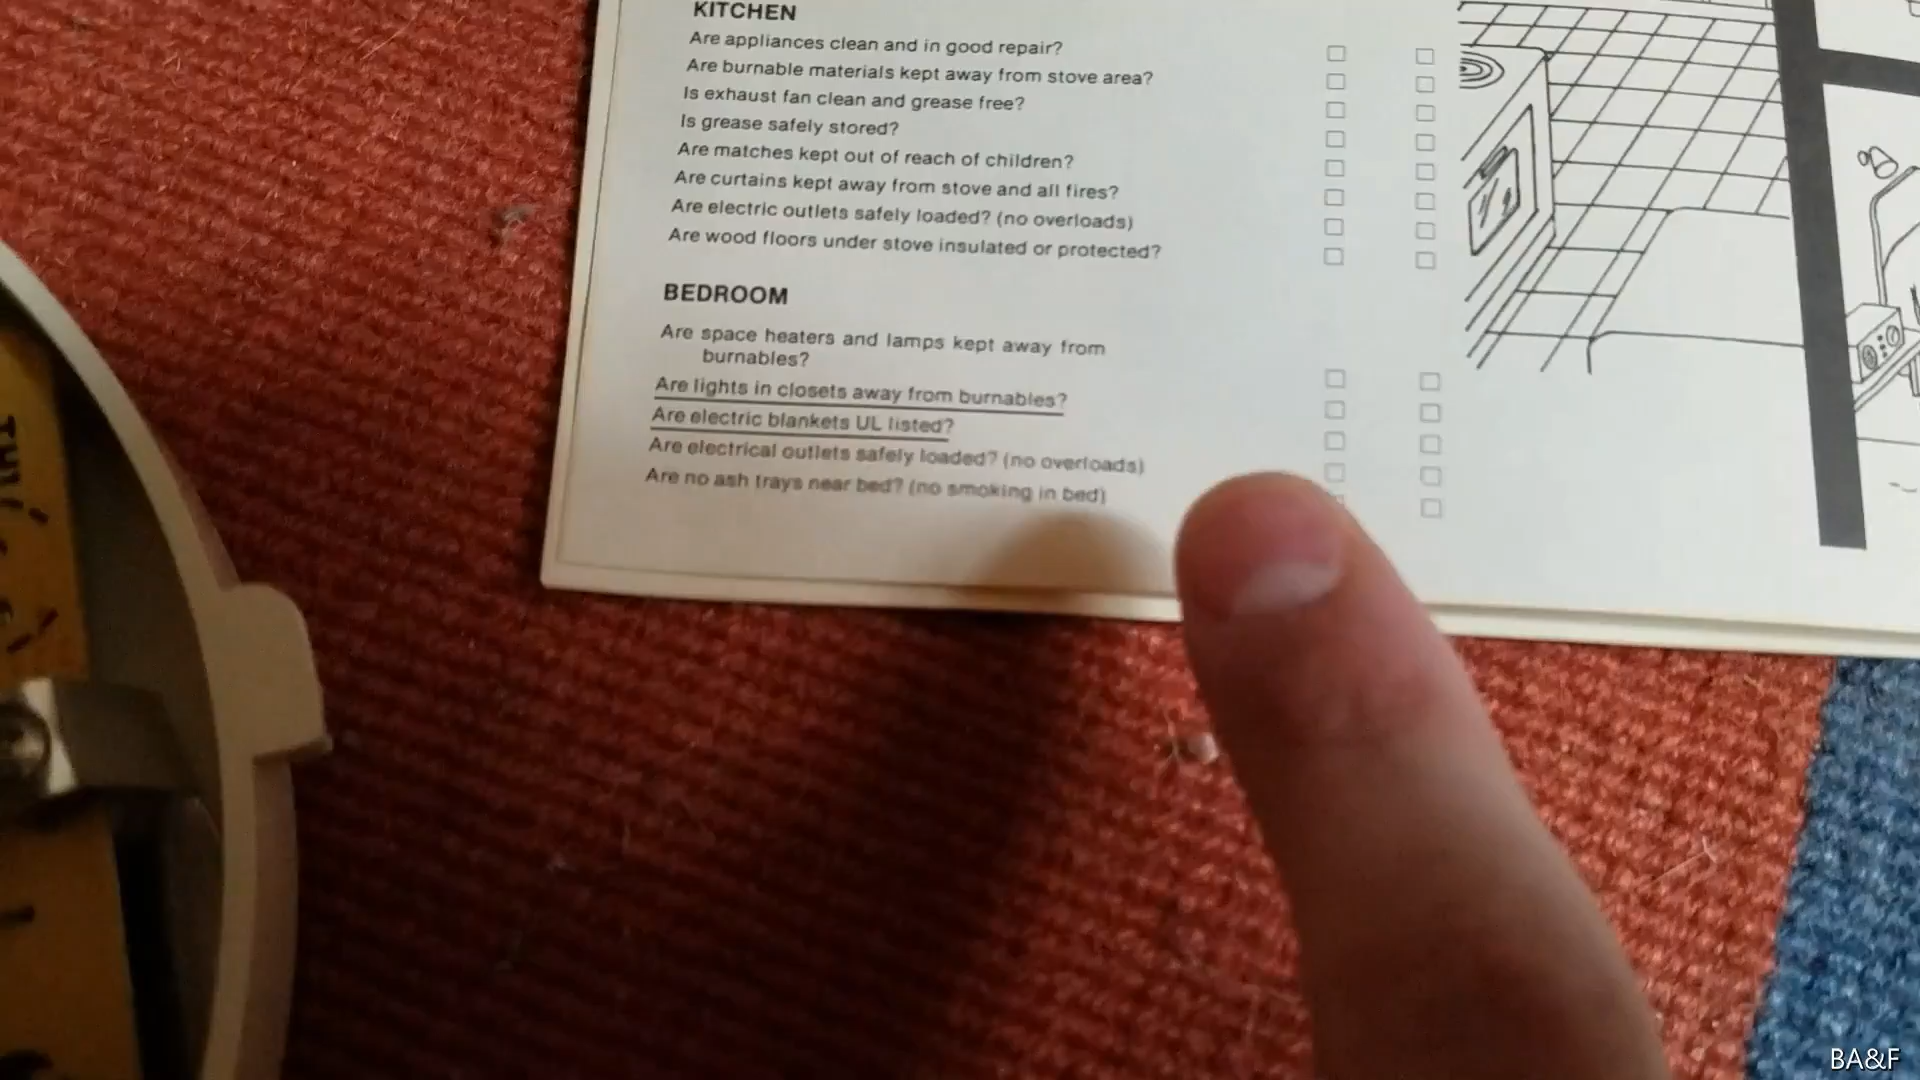 KITCHEN
Are appliances clean and in good repair?
Are burnable materials kept away from stove area?
Is exhaust fan clean and grease free?
Is grease safely stored?
Are matches kept out of reach of children?
Are curtains kept away from stove and all fires?
Are electric outlets safely loaded? (no overloads)
Are wood floors under stove insulated or protected?
BEDROOM
Are space heaters and lamps kept away from
burnables?
Are lights in closets away from burnables?
Are electric blankets UL listed?
Are electrical outlets safely loaded? (no overloads)
Are no ash trays near bed? (no smoking in bed)
BA&F